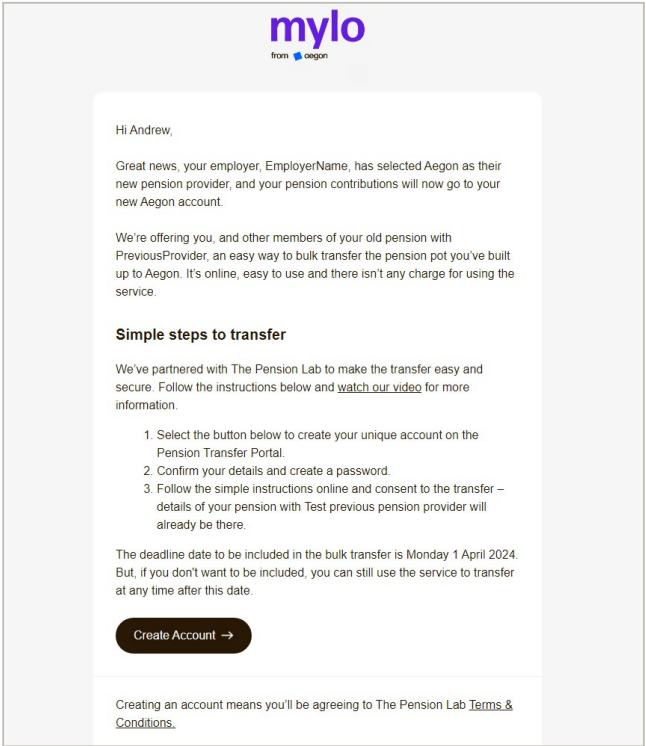 mylo
from aegon
Hi Andrew,
Great news, your employer, EmployerName, has selected Aegon as their
new pension provider, and your pension contributions will now go to your
new Aegon account.
We’re offering you, and other members of your old pension with
PreviousProvider, an easy way to bulk transfer the pension pot you’ve built
up to Aegon. It’s online, easy to use and there isn’t any charge for using the
service.
Simple steps to transfer
We’ve partnered with The Pension Lab to make the transfer easy and
secure. Follow the instructions below and watch our video for more
information.
1. Select the button below to create your unique account on the
Pension Transfer Portal.
2. Confirm your details and create a password.
3. Follow the simple instructions online and consent to the transfer –
details of your pension with Test previous pension provider will
already be there.
The deadline date to be included in the bulk transfer is Monday 1 April 2024.
But, if you don't want to be included, you can still use the service to transfer
at any time after this date.
Create Account →
Creating an account means you’ll be agreeing to The Pension Lab Terms &
Conditions.